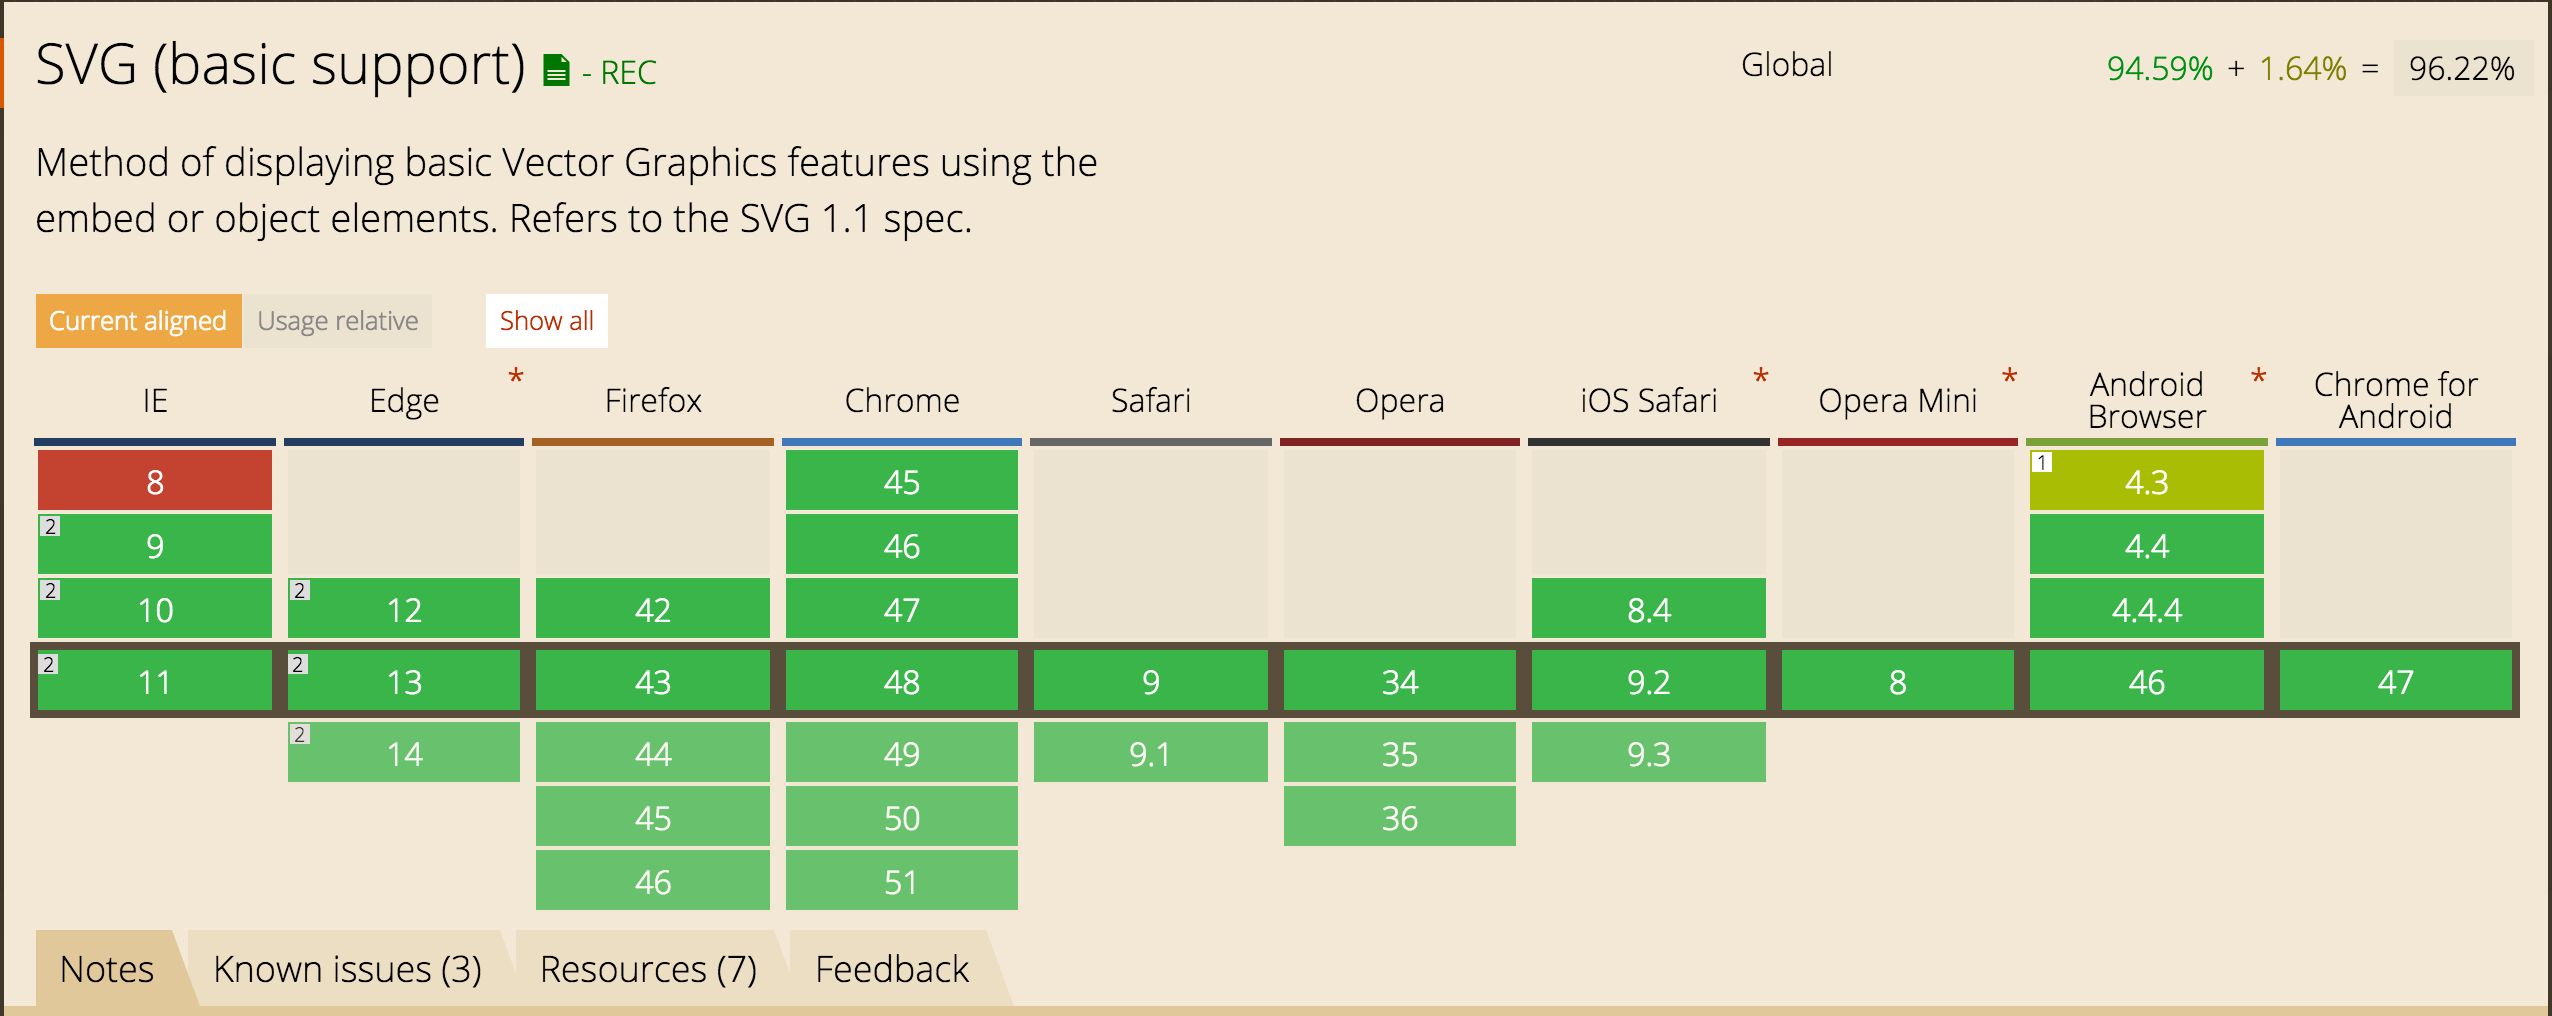 SVG (basic support) - REC
Global 94.59% + 1.64% = 96.22%
Method of displaying basic Vector Graphics features using the
embed or object elements. Refers to the SVG 1.1 spec.
Current aligned Usage relative Show all
IE Edge * Firefox Chrome Safari Opera iOS Safari * Opera Mini * Android Browser * Chrome for Android
8 45 1 4.3
2 9 46 4.4
2 10 2 12 42 47 8.4 4.4.4
2 11 2 13 43 48 9 34 9.2 8 46 47
2 14 44 49 9.1 35 9.3
45 50 36
46 51
Notes Known issues (3) Resources (7) Feedback